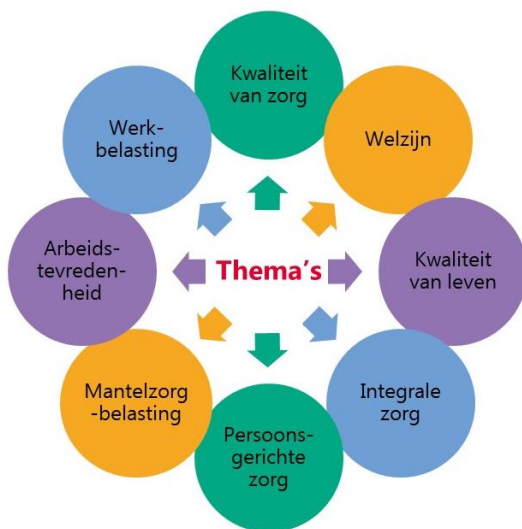 Kwaliteit
van zorg
Welzijn
Kwaliteit
van leven
Integrale
zorg
Persoons-
gerichte
zorg
Mantelzorg
-belasting
Arbeids-
tevreden-
heid
Werk-
belasting
Thema's